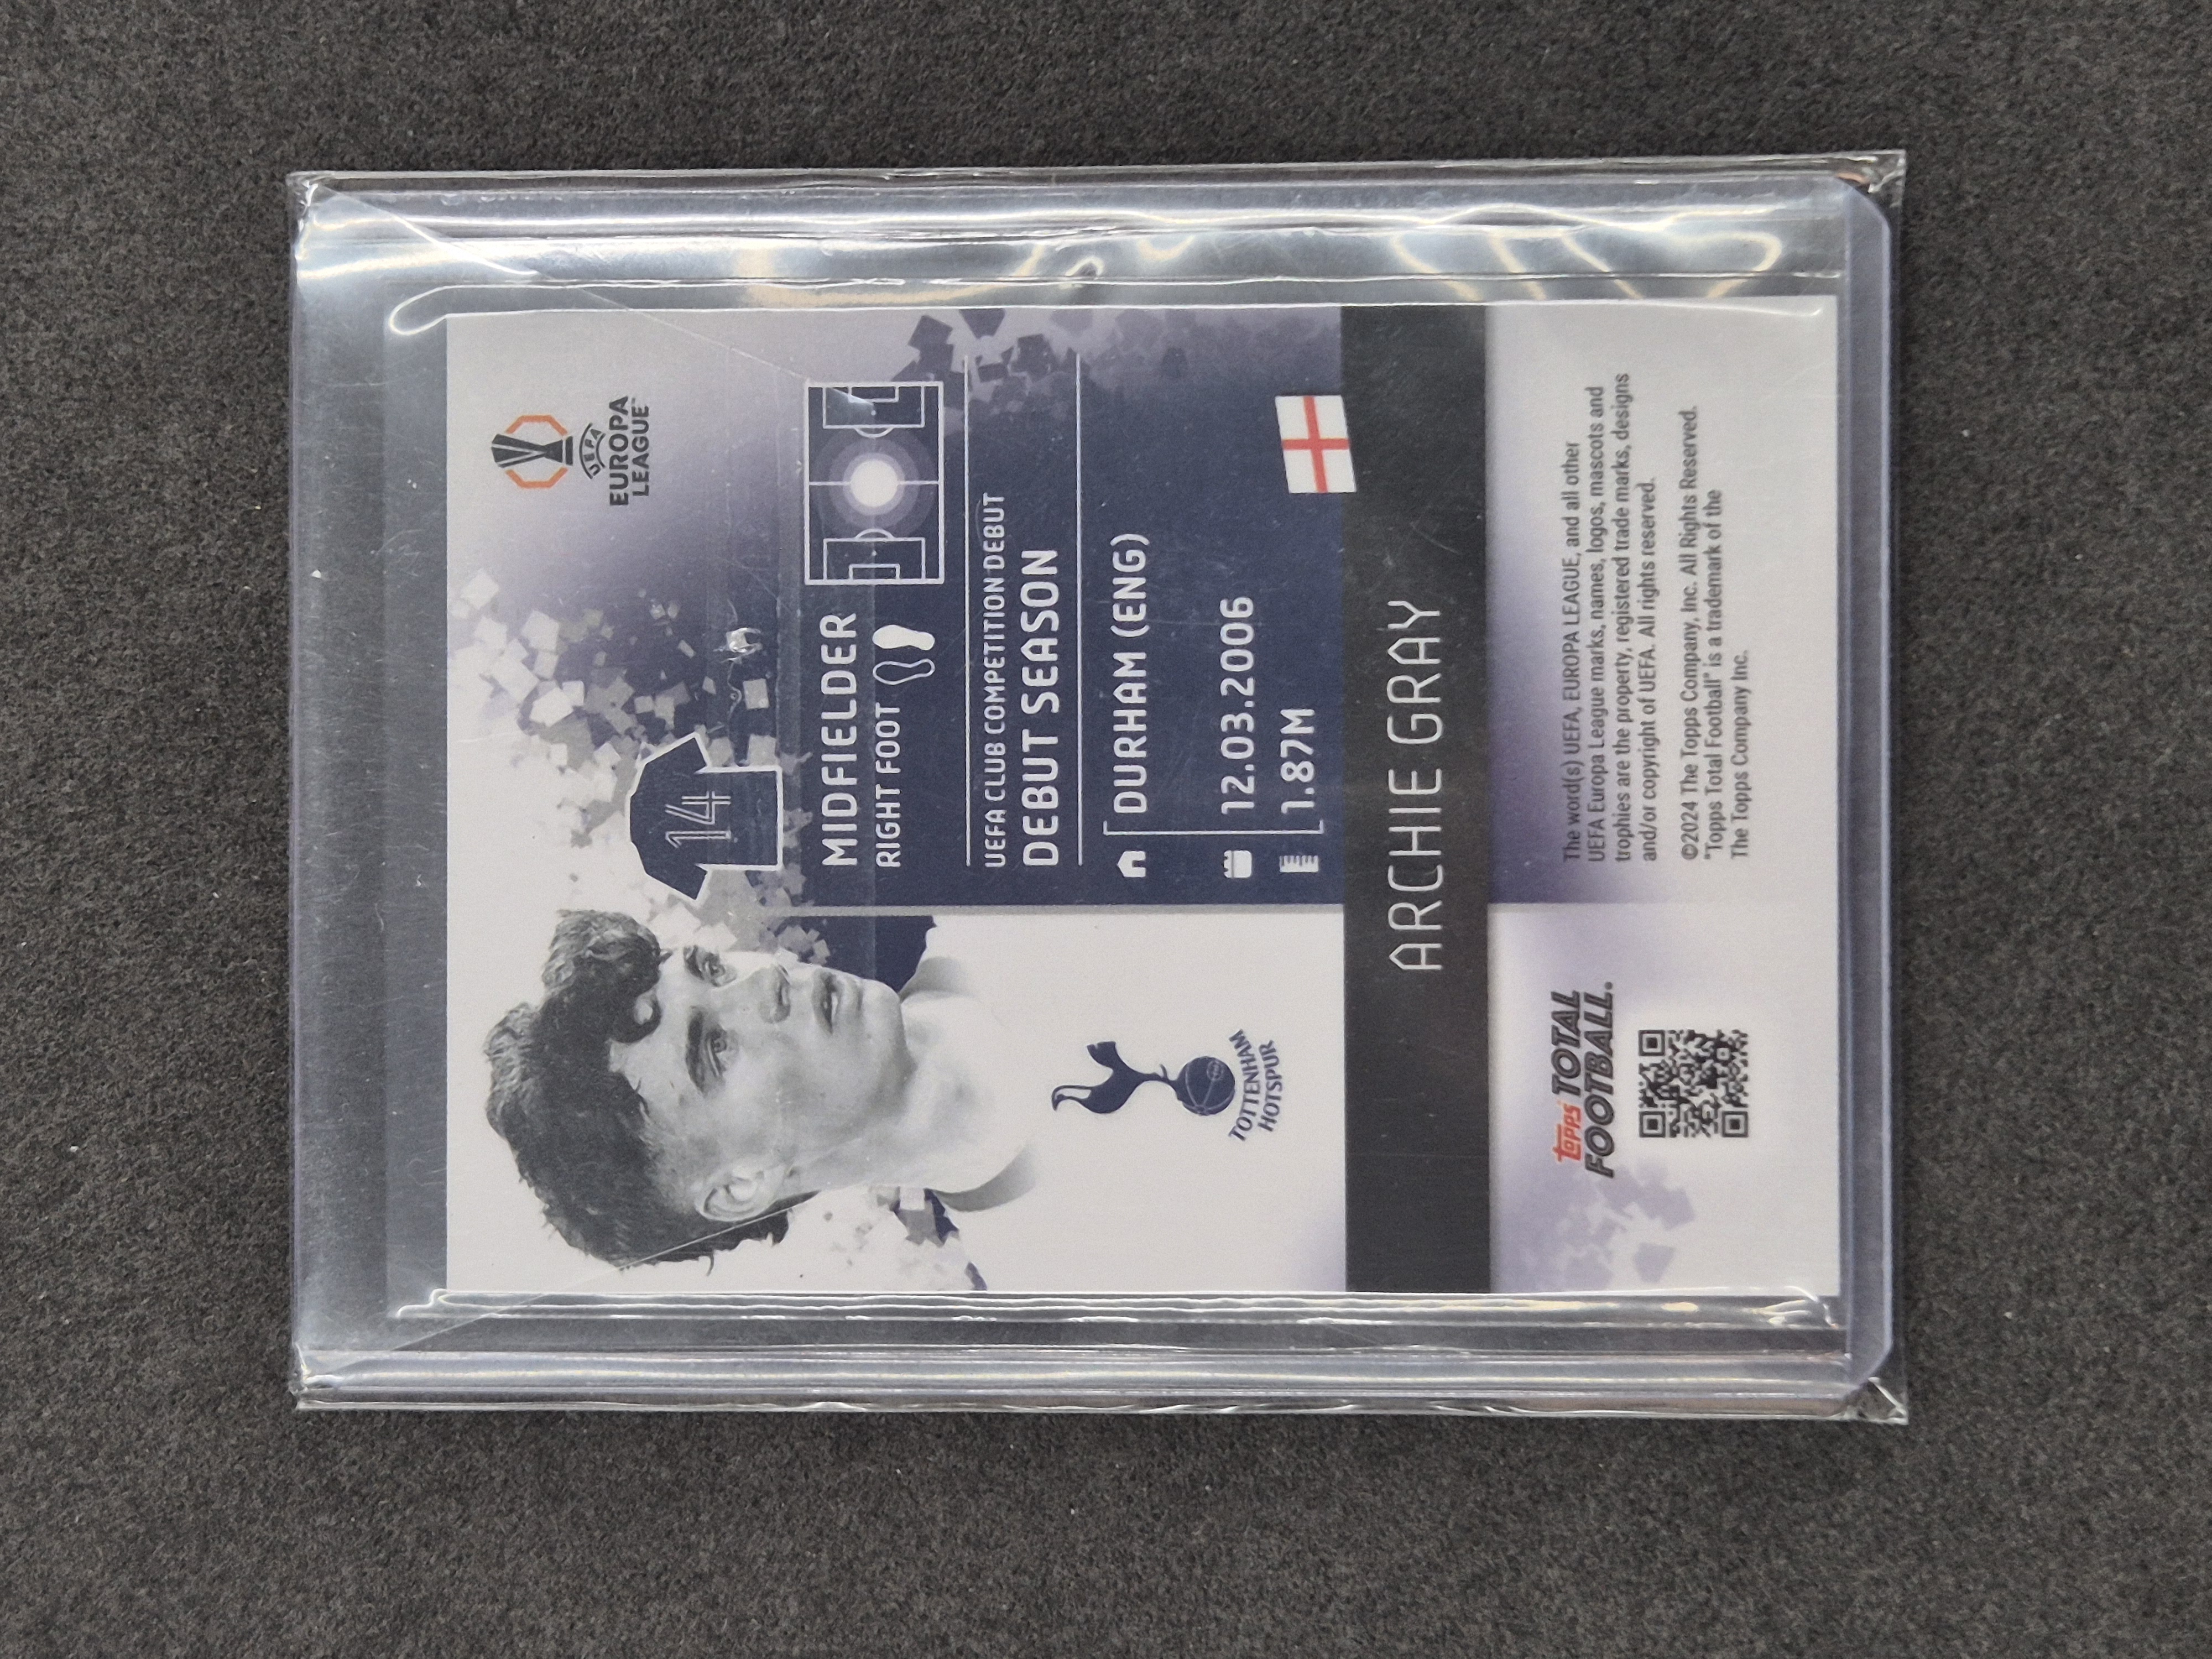 UEFA
EUROPA
LEAGUE™
14
MIDFIELDER
RIGHT FOOT
UEFA CLUB COMPETITION DEBUT
DEBUT SEASON
DURHAM (ENG)
12.03.2006
1.87M
TOTTENHAM
HOTSPUR
ARCHIE GRAY
topps TOTAL
FOOTBALL®
The word(s) UEFA, EUROPA LEAGUE, and all other
UEFA Europa League marks, names, logos, mascots and
trophies are the property, registered trade marks, designs
and/or copyright of UEFA. All rights reserved.
©2024 The Topps Company, Inc. All Rights Reserved.
"Topps Total Football" is a trademark of the
The Topps Company Inc.